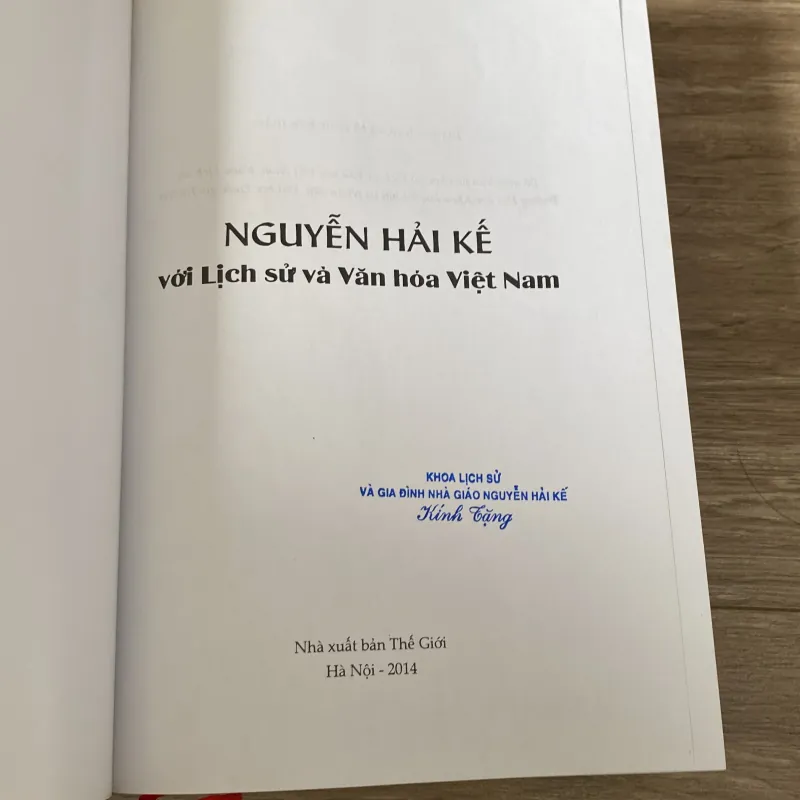 NGUYỄN HẢI KẾ
với Lịch sử và Văn hóa Việt Nam
KHOA LỊCH SỬ
VÀ GIA ĐÌNH NHÀ GIÁO NGUYỄN HẢI KẾ
Kính Tặng
Nhà xuất bản Thế Giới
Hà Nội - 2014